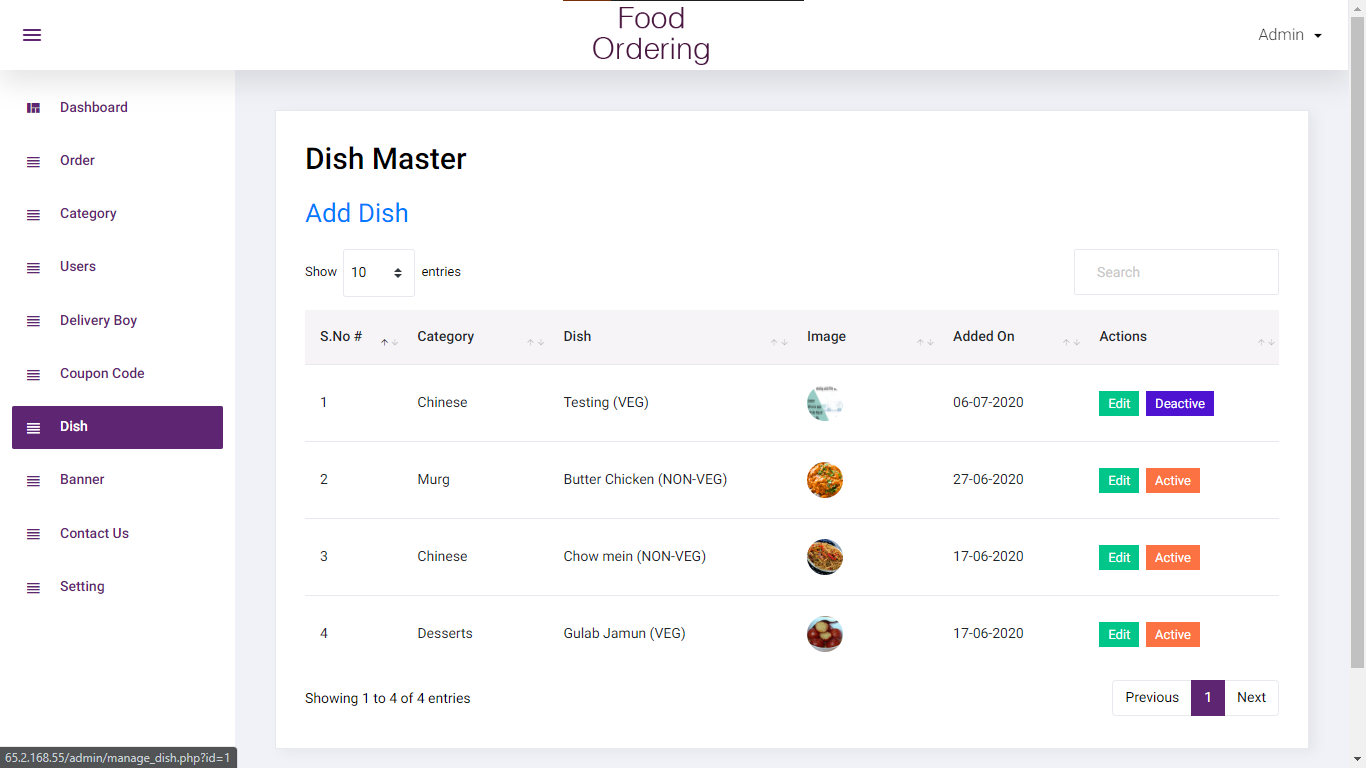 Food
Ordering
Admin
Dashboard
Order
Category
Users
Delivery Boy
Coupon Code
Dish
Banner
Contact Us
Setting
Dish Master
Add Dish
Show 10 entries
Search
S.No # Category Dish Image Added On Actions
1 Chinese Testing (VEG) 06-07-2020 Edit Deactive
2 Murg Butter Chicken (NON-VEG) 27-06-2020 Edit Active
3 Chinese Chow mein (NON-VEG) 17-06-2020 Edit Active
4 Desserts Gulab Jamun (VEG) 17-06-2020 Edit Active
Showing 1 to 4 of 4 entries
Previous 1 Next
65.2.168.55/admin/manage_dish.php?id=1